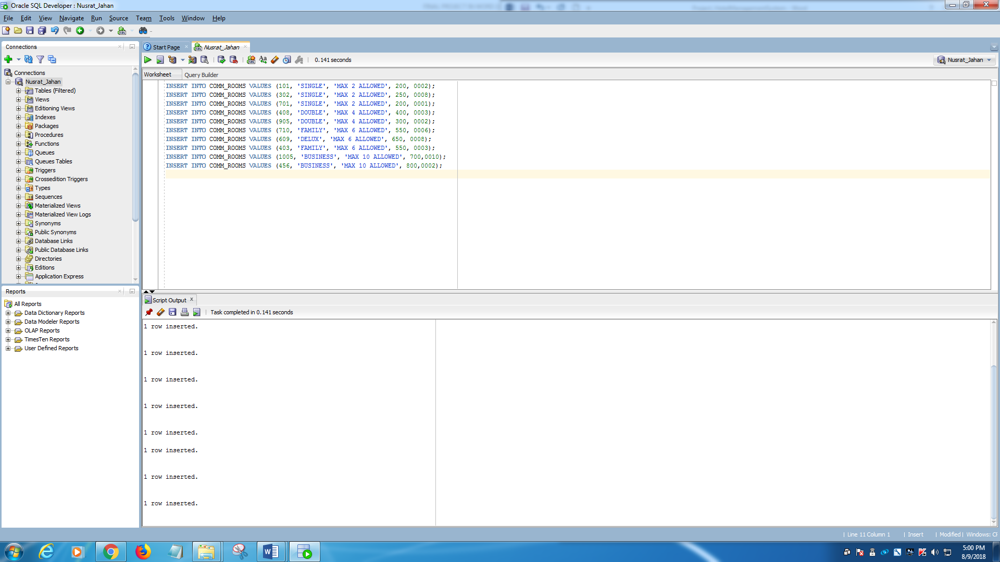 Oracle SQL Developer : Nusrat_Jahan
File Edit View Navigate Run Source Team Tools Window Help
Connections
Connections
Nusrat_Jahan
Tables (Filtered)
Views
Editioning Views
Indexes
Packages
Procedures
Functions
Queues
Queues Tables
Triggers
Crossedition Triggers
Types
Sequences
Materialized Views
Materialized View Logs
Synonyms
Public Synonyms
Database Links
Public Database Links
Directories
Editions
Application Express
Reports
All Reports
Data Dictionary Reports
Data Modeler Reports
OLAP Reports
TimesTen Reports
User Defined Reports
Start Page Nusrat_Jahan
0.141 seconds
Nusrat_Jahan
Worksheet Query Builder
INSERT INTO COMM_ROOMS VALUES (101, 'SINGLE', 'MAX 2 ALLOWED', 200, 0002);
INSERT INTO COMM_ROOMS VALUES (302, 'SINGLE', 'MAX 2 ALLOWED', 250, 0008);
INSERT INTO COMM_ROOMS VALUES (701, 'SINGLE', 'MAX 2 ALLOWED', 200, 0001);
INSERT INTO COMM_ROOMS VALUES (408, 'DOUBLE', 'MAX 4 ALLOWED', 400, 0003);
INSERT INTO COMM_ROOMS VALUES (905, 'DOUBLE', 'MAX 4 ALLOWED', 300, 0002);
INSERT INTO COMM_ROOMS VALUES (710, 'FAMILY', 'MAX 6 ALLOWED', 550, 0006);
INSERT INTO COMM_ROOMS VALUES (609, 'DELUX', 'MAX 6 ALLOWED', 650, 0008);
INSERT INTO COMM_ROOMS VALUES (403, 'FAMILY', 'MAX 6 ALLOWED', 550, 0003);
INSERT INTO COMM_ROOMS VALUES (1005, 'BUSINESS', 'MAX 10 ALLOWED', 700,0010);
INSERT INTO COMM_ROOMS VALUES (456, 'BUSINESS', 'MAX 10 ALLOWED', 800,0002);
Script Output
Task completed in 0.141 seconds
1 row inserted.
1 row inserted.
1 row inserted.
1 row inserted.
1 row inserted.
1 row inserted.
1 row inserted.
1 row inserted.
Line 11 Column 1 Insert Modified Windows:
5:00 PM
8/9/2018